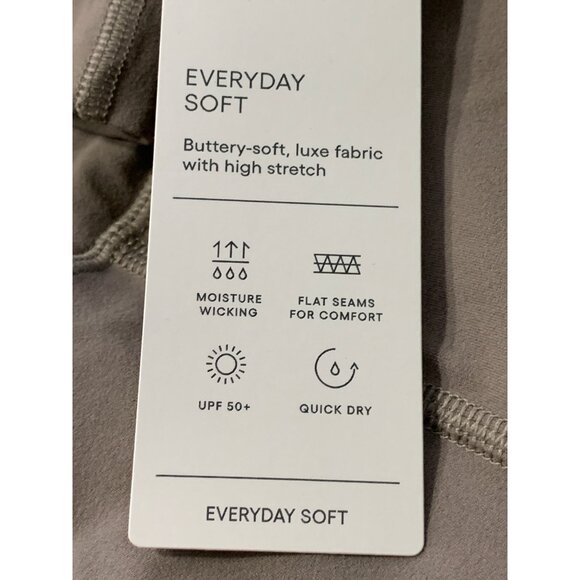 EVERYDAY
SOFT
Buttery-soft, luxe fabric
with high stretch
MOISTURE
WICKING
FLAT SEAMS
FOR COMFORT
UPF 50+
QUICK DRY
EVERYDAY SOFT